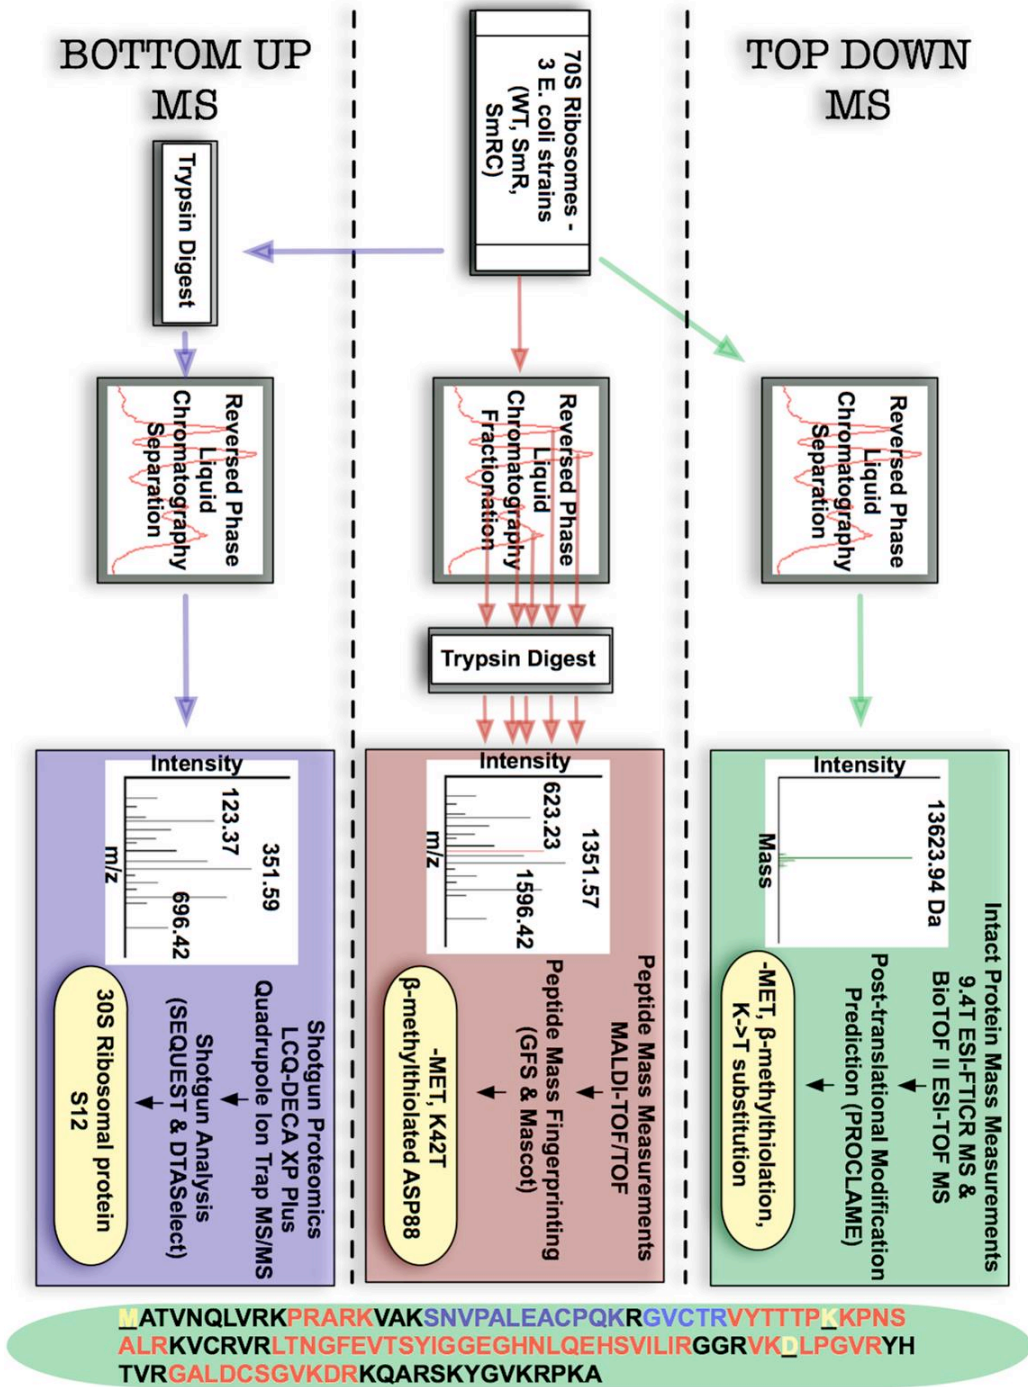 BOTTOM UP
MS
TOP DOWN
MS
70S Ribosomes -
3 E. coli strains
(WT, SmR,
SmRC)
Trypsin Digest
Reversed Phase
Liquid
Chromatography
Separation
Reversed Phase
Liquid
Chromatography
Fractionation
Reversed Phase
Liquid
Chromatography
Separation
Trypsin Digest
Intensity
m/z
123.37
351.59
696.42
Shotgun Proteomics
LCQ-DECA XP Plus
Quadrupole Ion Trap MS/MS
Shotgun Analysis
(SEQUEST & DTASelect)
30S Ribosomal protein
S12
Intensity
m/z
623.23
1351.57
1596.42
Peptide Mass Measurements
MALDI-TOF/TOF
Peptide Mass Fingerprinting
(GFS & Mascot)
-MET, K42T
β-methylthiolated ASP88
Intensity
Mass
13623.94 Da
Intact Protein Mass Measurements
9.4T ESI-FTICR MS &
BioTOF II ESI-TOF MS
Post-translational Modification
Prediction (PROCLAME)
-MET, β-methylthiolation,
K->T substitution
MATVNQLVRKPRARKVAKSNVPALEACPQKRGVCTRVYTTTPKKPNS
ALRKVCRVRLTNGFEVTSYIGGEGHNLQEHSVILIRGGRVKDLPGVRYH
TVRGALDCSGVKDRKQARSKYGVKRPKA